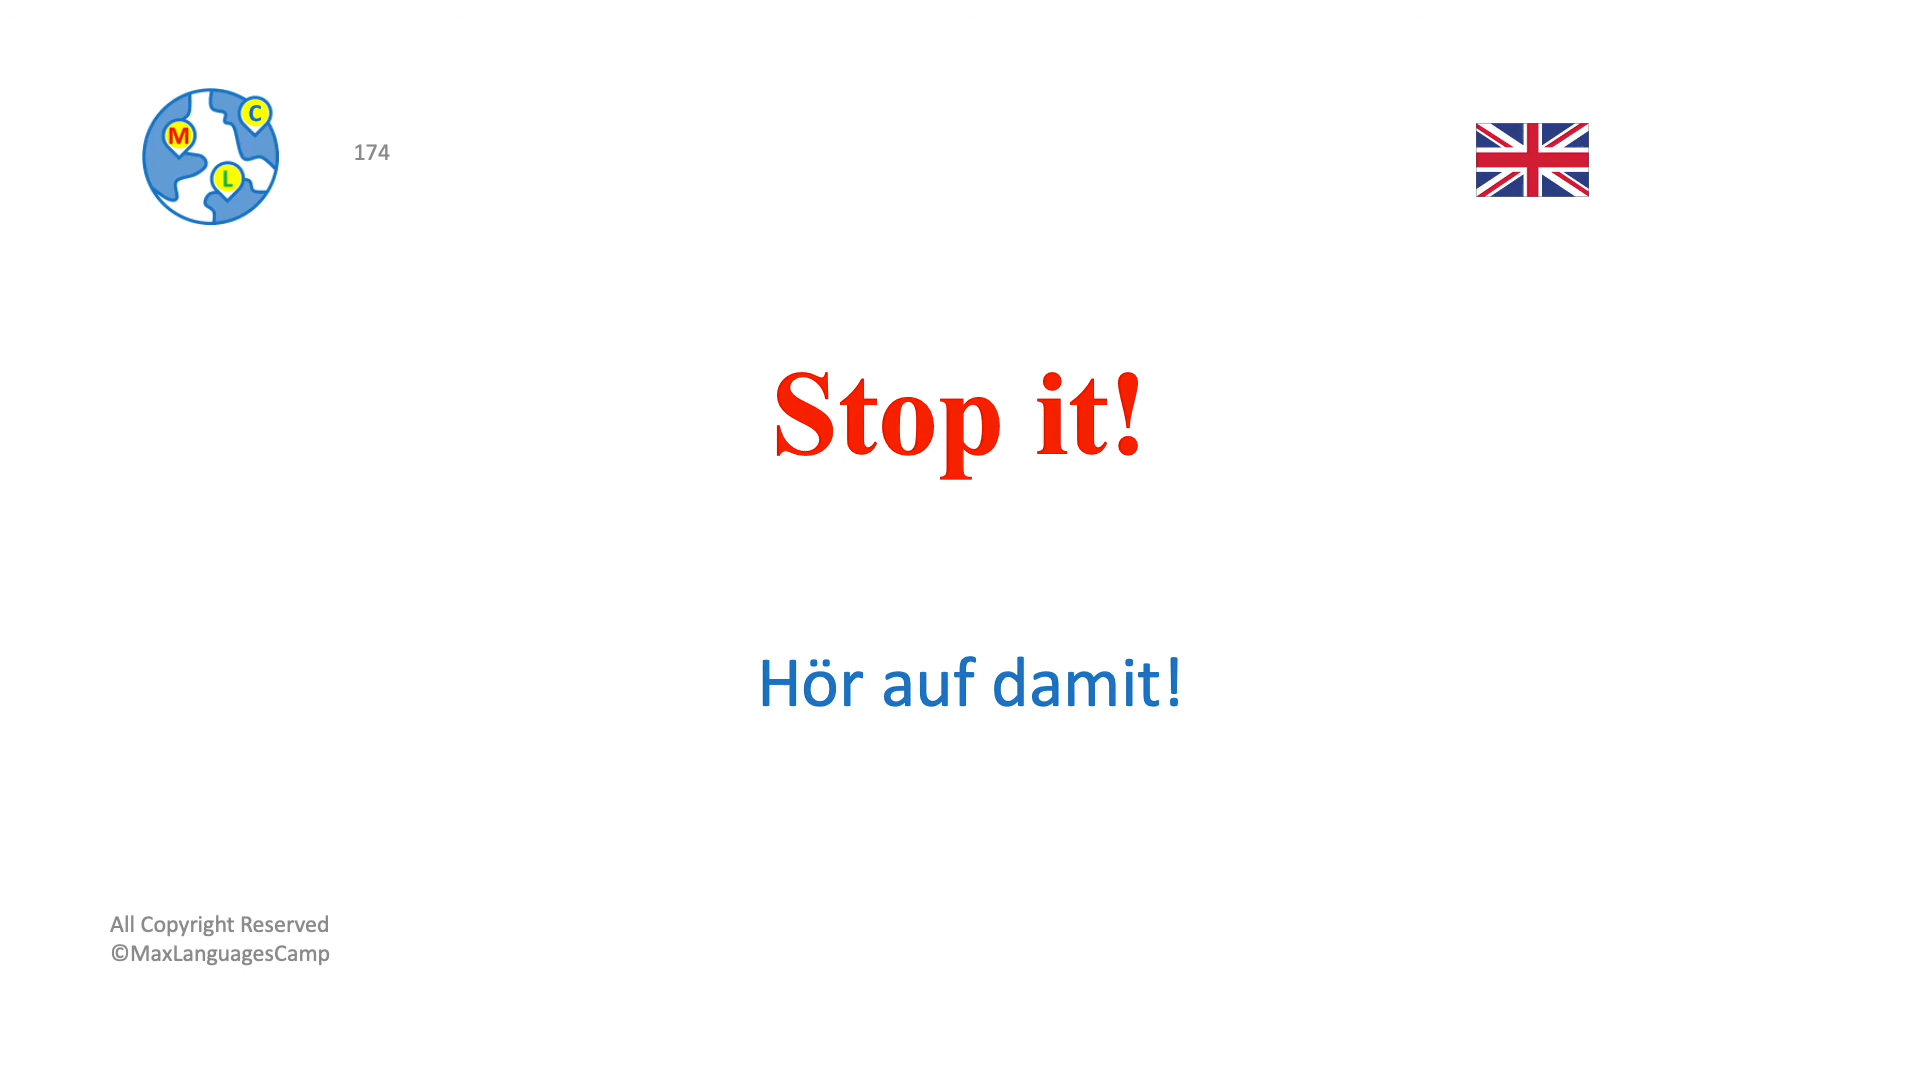 M
C
L
174
Stop it!
Hör auf damit!
All Copyright Reserved
©MaxLanguagesCamp